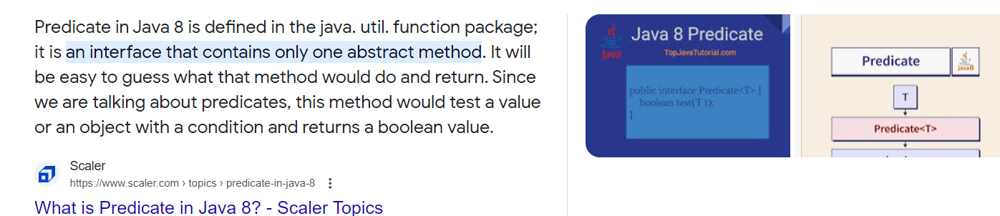 Predicate in Java 8 is defined in the java. util. function package;
it is an interface that contains only one abstract method. It will
be easy to guess what that method would do and return. Since
we are talking about predicates, this method would test a value
or an object with a condition and returns a boolean value.
Scaler
https://www.scaler.com › topics › predicate-in-java-8
What is Predicate in Java 8? - Scaler Topics
Java
Java 8 Predicate
TopJavaTutorial.com
public interface Predicate<T> {
boolean test(T t);
}
Predicate
Java8
T
Predicate<T>